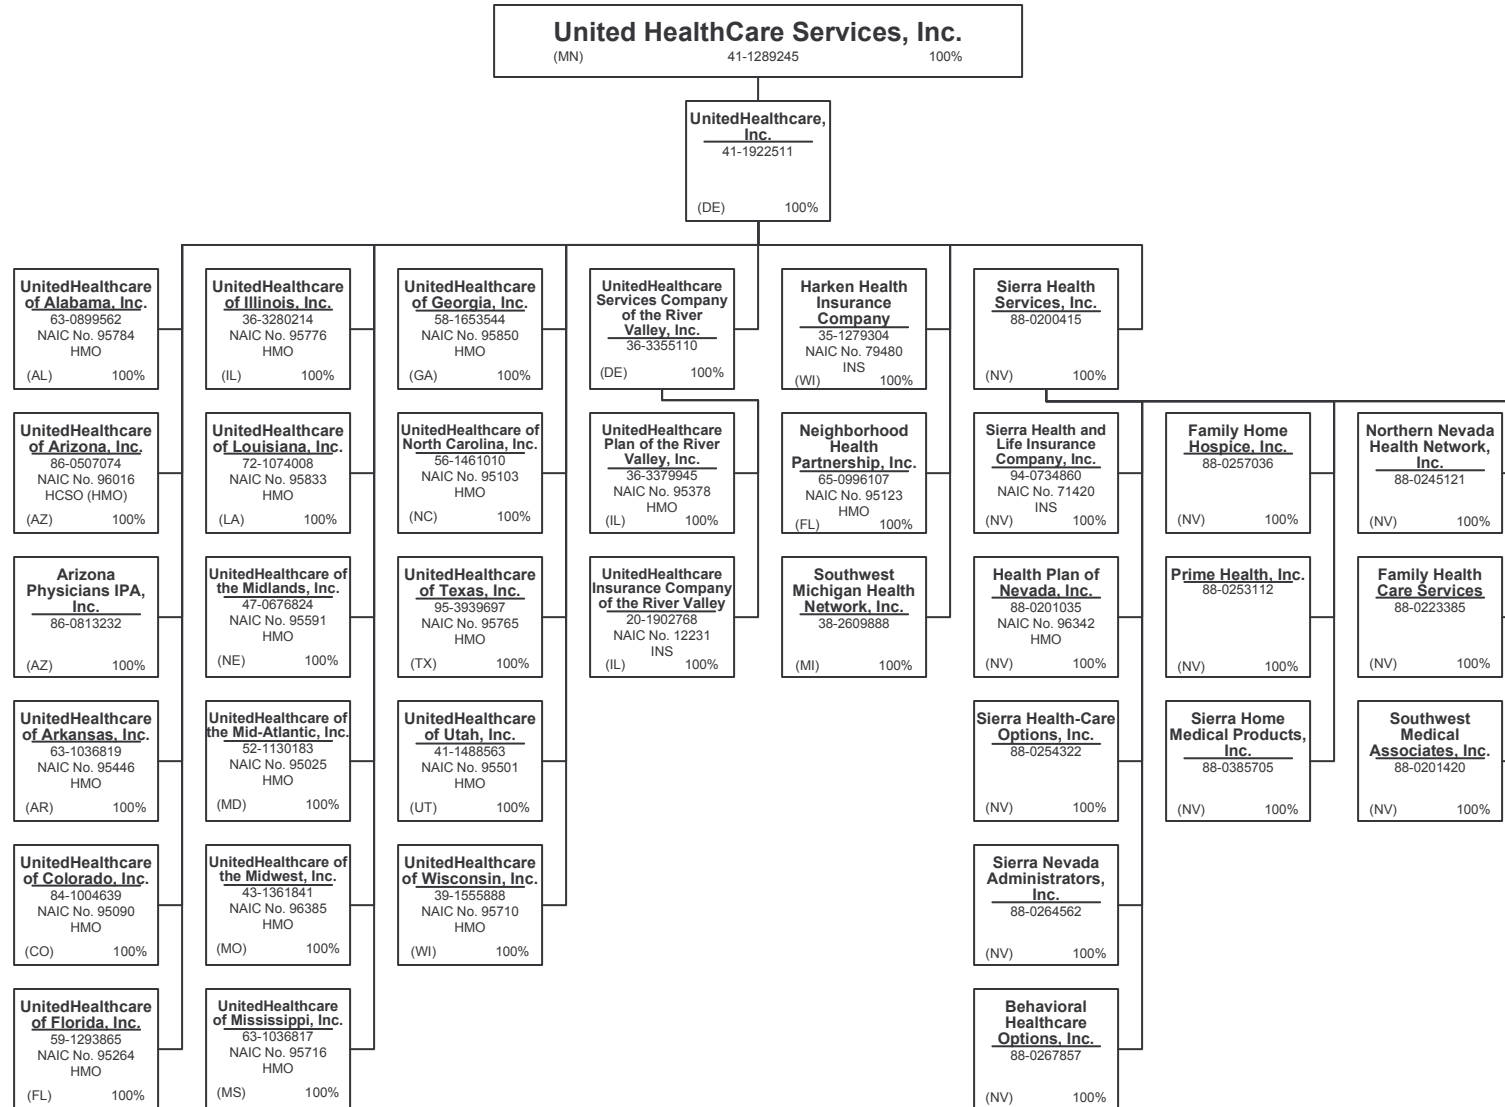 United HealthCare Services, Inc.
(MN) 41-1289245 100%
UnitedHealthcare,
Inc.
41-1922511
(DE) 100%
UnitedHealthcare
of Alabama, Inc.
63-0899562
NAIC No. 95784
HMO
(AL) 100%
UnitedHealthcare
of Illinois, Inc.
36-3280214
NAIC No. 95776
HMO
(IL) 100%
UnitedHealthcare
of Georgia, Inc.
58-1653544
NAIC No. 95850
HMO
(GA) 100%
UnitedHealthcare
Services Company
of the River
Valley, Inc.
36-3355110
(DE) 100%
Harken Health
Insurance
Company
35-1279304
NAIC No. 79480
INS
(WI) 100%
Sierra Health
Services, Inc.
88-0200415
(NV) 100%
UnitedHealthcare
of Arizona, Inc.
86-0507074
NAIC No. 96016
HCSO (HMO)
(AZ) 100%
UnitedHealthcare
of Louisiana, Inc.
72-1074008
NAIC No. 95833
HMO
(LA) 100%
UnitedHealthcare of
North Carolina, Inc.
56-1461010
NAIC No. 95103
HMO
(NC) 100%
UnitedHealthcare
Plan of the River
Valley, Inc.
36-3379945
NAIC No. 95378
HMO
(IL) 100%
Neighborhood
Health
Partnership, Inc.
65-0996107
NAIC No. 95123
HMO
(FL) 100%
Sierra Health and
Life Insurance
Company, Inc.
94-0734860
NAIC No. 71420
INS
(NV) 100%
Family Home
Hospice, Inc.
88-0257036
(NV) 100%
Northern Nevada
Health Network,
Inc.
88-0245121
(NV) 100%
Arizona
Physicians IPA,
Inc.
86-0813232
(AZ) 100%
UnitedHealthcare of
the Midlands, Inc.
47-0676824
NAIC No. 95591
HMO
(NE) 100%
UnitedHealthcare
of Texas, Inc.
95-3939697
NAIC No. 95765
HMO
(TX) 100%
UnitedHealthcare
Insurance Company
of the River Valley
20-1902768
NAIC No. 12231
INS
(IL) 100%
Southwest
Michigan Health
Network, Inc.
38-2609888
(MI) 100%
Health Plan of
Nevada, Inc.
88-0201035
NAIC No. 96342
HMO
(NV) 100%
Prime Health, Inc.
88-0253112
(NV) 100%
Family Health
Care Services
88-0223385
(NV) 100%
UnitedHealthcare
of Arkansas, Inc.
63-1036819
NAIC No. 95446
HMO
(AR) 100%
UnitedHealthcare of
the Mid-Atlantic, Inc.
52-1130183
NAIC No. 95025
HMO
(MD) 100%
UnitedHealthcare
of Utah, Inc.
41-1488563
NAIC No. 95501
HMO
(UT) 100%
Sierra Health-Care
Options, Inc.
88-0254322
(NV) 100%
Sierra Home
Medical Products,
Inc.
88-0385705
(NV) 100%
Southwest
Medical
Associates, Inc.
88-0201420
(NV) 100%
UnitedHealthcare
of Colorado, Inc.
84-1004639
NAIC No. 95090
HMO
(CO) 100%
UnitedHealthcare of
the Midwest, Inc.
43-1361841
NAIC No. 96385
HMO
(MO) 100%
UnitedHealthcare
of Wisconsin, Inc.
39-1555888
NAIC No. 95710
HMO
(WI) 100%
Sierra Nevada
Administrators,
Inc.
88-0264562
(NV) 100%
UnitedHealthcare
of Florida, Inc.
59-1293865
NAIC No. 95264
HMO
(FL) 100%
UnitedHealthcare
of Mississippi, Inc.
63-1036817
NAIC No. 95716
HMO
(MS) 100%
Behavioral
Healthcare
Options, Inc.
88-0267857
(NV) 100%